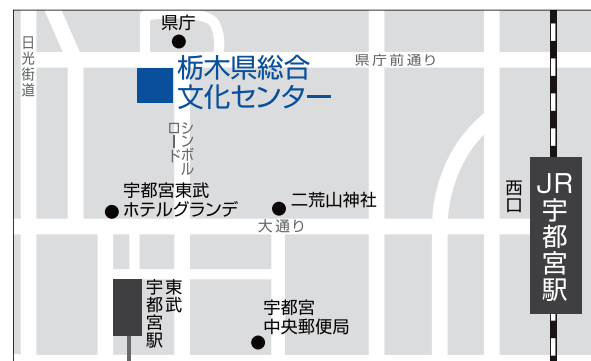 県庁
日光街道
県庁前通り
栃木県総合
文化センター
シンボル
ロード
宇都宮東武
ホテルグランデ
二荒山神社
西口
JR宇都宮駅
大通り
東武
宇都宮駅
宇都宮
中央郵便局